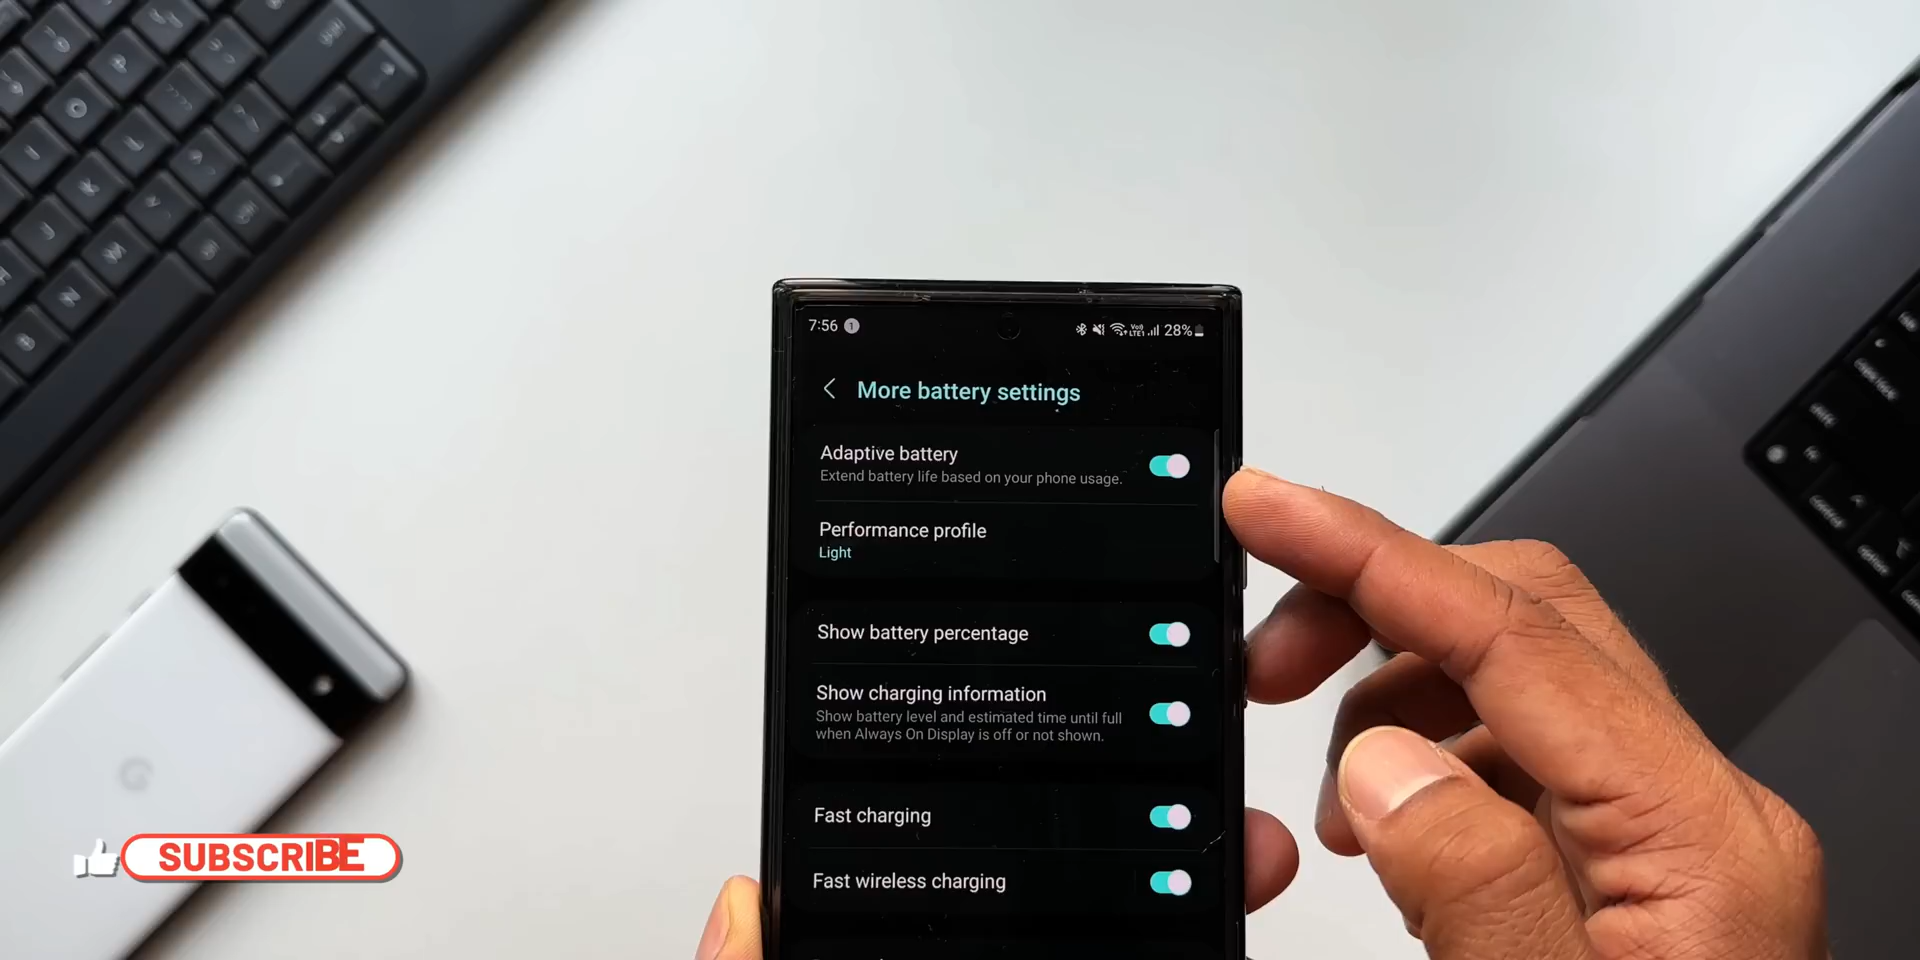 7:56 1 28%
More battery settings
Adaptive battery
Extend battery life based on your phone usage.
Performance profile
Light
Show battery percentage
Show charging information
Show battery level and estimated time until full
when Always On Display is off or not shown.
Fast charging
Fast wireless charging
SUBSCRIBE